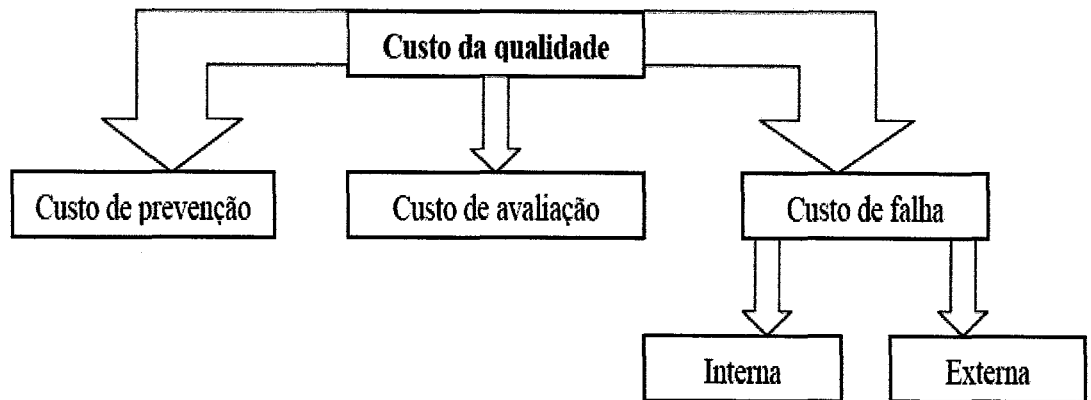 Custo da qualidade
Custo de prevenção
Custo de avaliação
Custo de falha
Interna
Externa